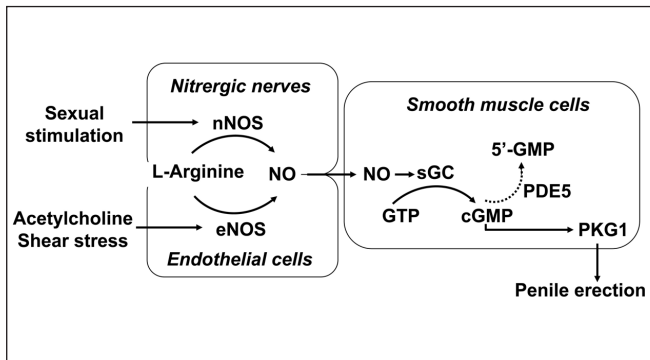 Nitrergic nerves
Smooth muscle cells
Sexual
stimulation
nNOS
5’-GMP
L-Arginine
NO
NO
sGC
PDE5
GTP
cGMP
Acetylcholine
Shear stress
eNOS
PKG1
Endothelial cells
Penile erection